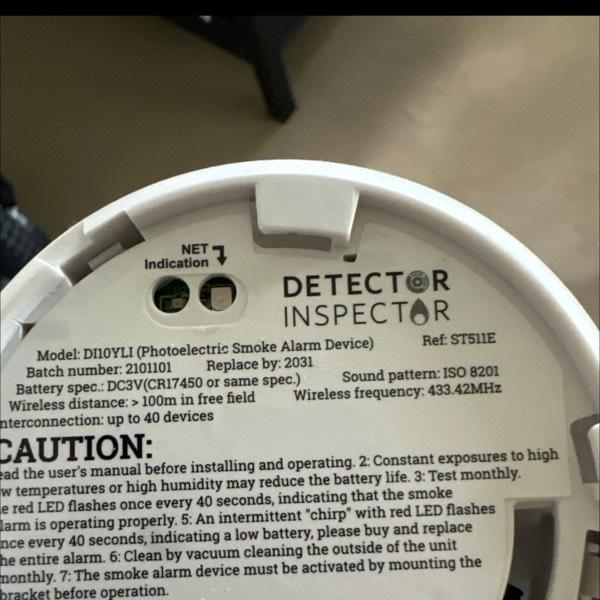 NET
Indication
DETECTOR
INSPECTOR
Model: DI10YLI (Photoelectric Smoke Alarm Device) Ref: ST511E
Batch number: 2101101 Replace by: 2031
Battery spec.: DC3V(CR17450 or same spec.) Sound pattern: ISO 8201
Wireless distance: > 100m in free field Wireless frequency: 433.42MHz
nterconnection: up to 40 devices
CAUTION:
ead the user's manual before installing and operating. 2: Constant exposures to high
w temperatures or high humidity may reduce the battery life. 3: Test monthly.
e red LED flashes once every 40 seconds, indicating that the smoke
larm is operating properly. 5: An intermittent "chirp" with red LED flashes
nce every 40 seconds, indicating a low battery, please buy and replace
he entire alarm. 6: Clean by vacuum cleaning the outside of the unit
monthly. 7: The smoke alarm device must be activated by mounting the
bracket before operation.